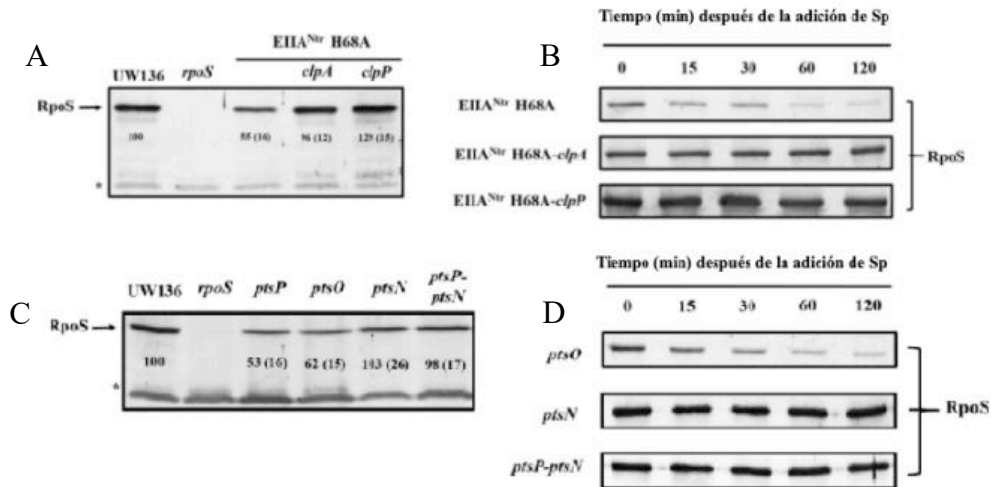 A
EIIA^Ntr H68A
UW136 rpoS clpA clpP
RpoS
100 55 (16) 96 (12) 129 (15)
*
B
Tiempo (min) después de la adición de Sp
0 15 30 60 120
EIIA^Ntr H68A
EIIA^Ntr H68A-clpA
EIIA^Ntr H68A-clpP
RpoS
C
UW136 rpoS ptsP ptsO ptsN ptsP-ptsN
RpoS
100 53 (16) 62 (15) 103 (26) 98 (17)
*
D
Tiempo (min) después de la adición de Sp
0 15 30 60 120
ptsO
ptsN
ptsP-ptsN
RpoS